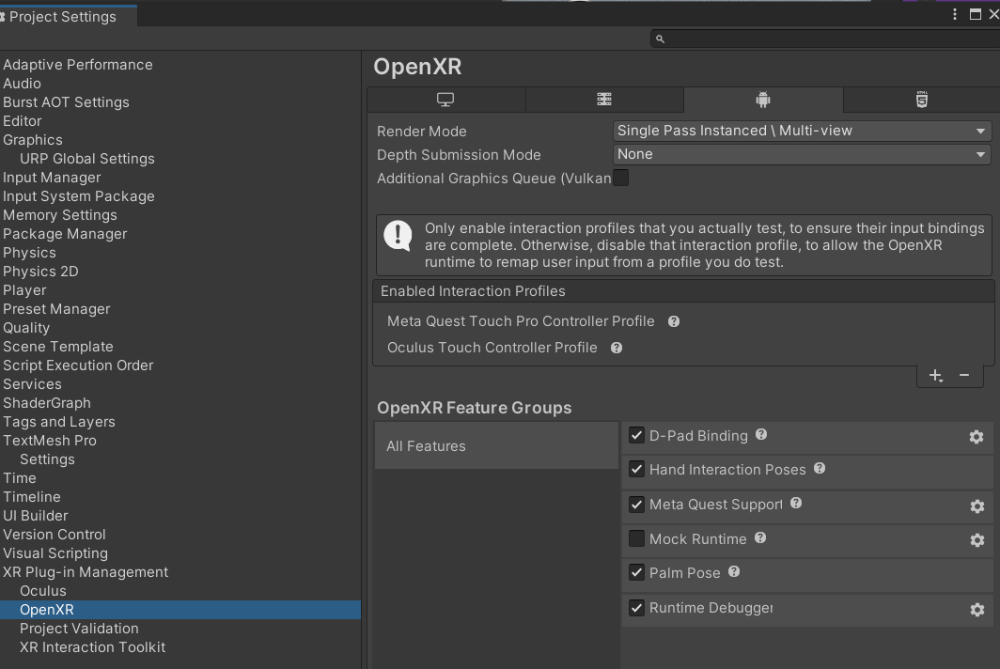 Project Settings
Adaptive Performance
Audio
Burst AOT Settings
Editor
Graphics
URP Global Settings
Input Manager
Input System Package
Memory Settings
Package Manager
Physics
Physics 2D
Player
Preset Manager
Quality
Scene Template
Script Execution Order
Services
ShaderGraph
Tags and Layers
TextMesh Pro
Settings
Time
Timeline
UI Builder
Version Control
Visual Scripting
XR Plug-in Management
Oculus
OpenXR
Project Validation
XR Interaction Toolkit
OpenXR
HTML
5
Render Mode
Single Pass Instanced \ Multi-view
Depth Submission Mode
None
Additional Graphics Queue (Vulkan
Only enable interaction profiles that you actually test, to ensure their input bindings
are complete. Otherwise, disable that interaction profile, to allow the OpenXR
runtime to remap user input from a profile you do test.
Enabled Interaction Profiles
Meta Quest Touch Pro Controller Profile
Oculus Touch Controller Profile
OpenXR Feature Groups
All Features
D-Pad Binding
Hand Interaction Poses
Meta Quest Support
Mock Runtime
Palm Pose
Runtime Debugger